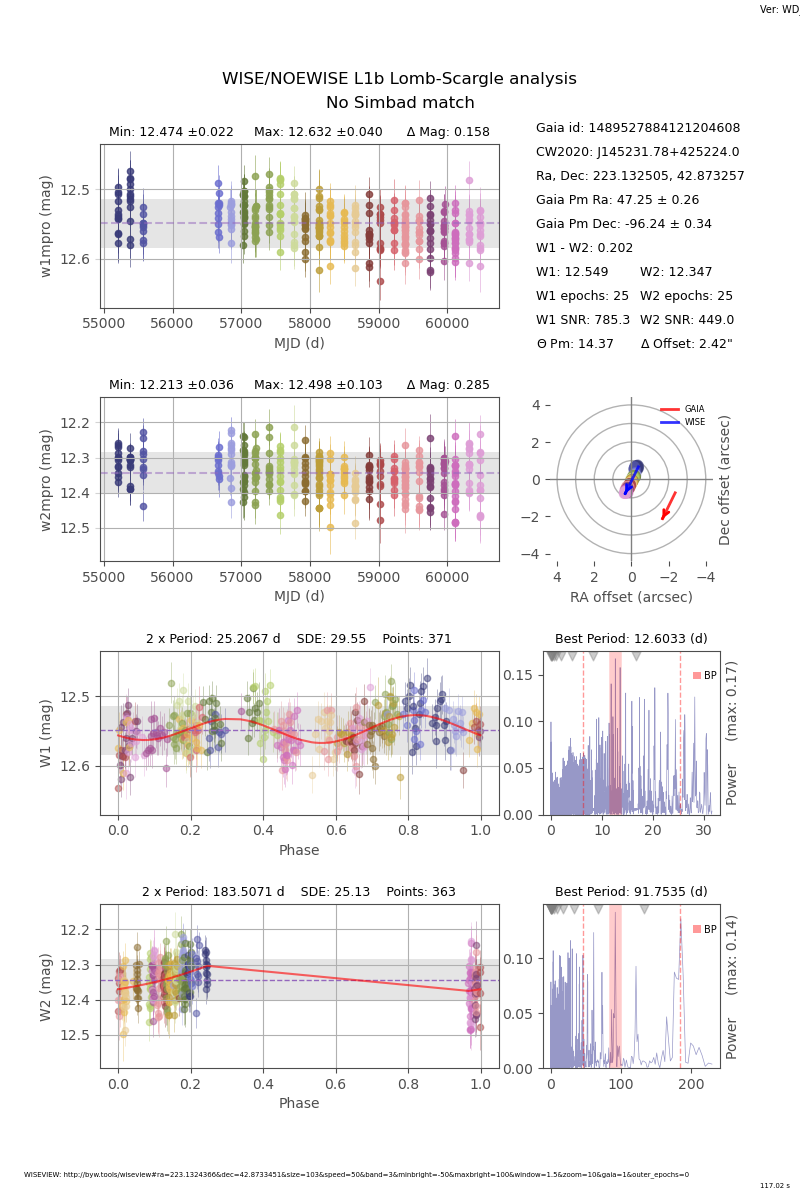 Ver: WD_
WISE/NOEWISE L1b Lomb-Scargle analysis
No Simbad match
Min: 12.474 ±0.022 Max: 12.632 ±0.040 Δ Mag: 0.158
w1mpro (mag)
12.5
12.6
55000 56000 57000 58000 59000 60000
MJD (d)
Gaia id: 1489527884121204608
CW2020: J145231.78+425224.0
Ra, Dec: 223.132505, 42.873257
Gaia Pm Ra: 47.25 ± 0.26
Gaia Pm Dec: -96.24 ± 0.34
W1 - W2: 0.202
W1: 12.549 W2: 12.347
W1 epochs: 25 W2 epochs: 25
W1 SNR: 785.3 W2 SNR: 449.0
Θ Pm: 14.37 Δ Offset: 2.42"
Min: 12.213 ±0.036 Max: 12.498 ±0.103 Δ Mag: 0.285
w2mpro (mag)
12.2
12.3
12.4
12.5
55000 56000 57000 58000 59000 60000
MJD (d)
GAIA
WISE
4
2
0
−2
−4
4 2 0 −2 −4
RA offset (arcsec)
Dec offset (arcsec)
2 x Period: 25.2067 d SDE: 29.55 Points: 371
W1 (mag)
12.5
12.6
0.0 0.2 0.4 0.6 0.8 1.0
Phase
Best Period: 12.6033 (d)
BP
0.15
0.10
0.05
0.00
0 10 20 30
Power (max: 0.17)
2 x Period: 183.5071 d SDE: 25.13 Points: 363
W2 (mag)
12.2
12.3
12.4
12.5
0.0 0.2 0.4 0.6 0.8 1.0
Phase
Best Period: 91.7535 (d)
BP
0.10
0.05
0.00
0 100 200
Power (max: 0.14)
WISEVIEW: http://byw.tools/wiseview#ra=223.1324366&dec=42.8733451&size=103&speed=50&band=3&minbright=-50&maxbright=100&window=1.5&zoom=10&gaia=1&outer_epochs=0
117.02 s